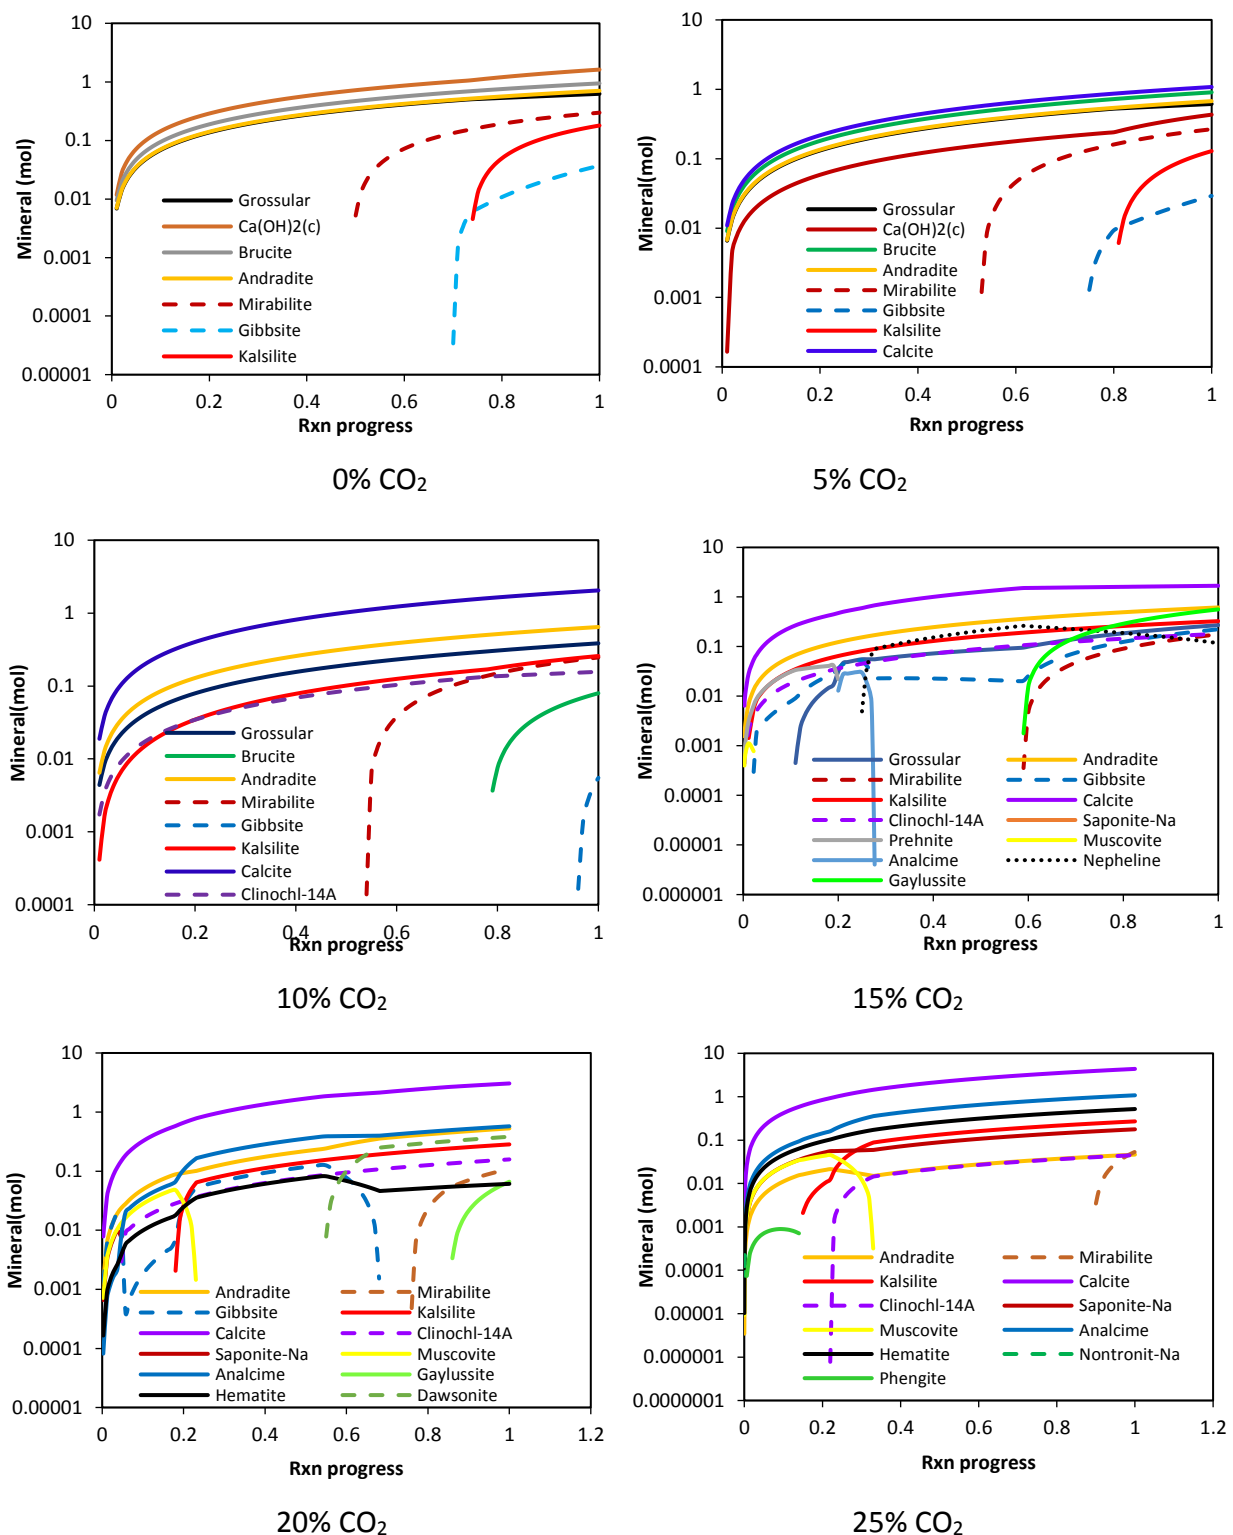 10
1
0.1
0.01
0.001
0.0001
0.00001
Mineral (mol)
Grossular
Ca(OH)2(c)
Brucite
Andradite
Mirabilite
Gibbsite
Kalsilite
0 0.2 0.4 0.6 0.8 1
Rxn progress
0% CO₂
10
1
0.1
0.01
0.001
0.0001
Mineral(mol)
Grossular
Ca(OH)2(c)
Brucite
Andradite
Mirabilite
Gibbsite
Kalsilite
Calcite
0 0.2 0.4 0.6 0.8 1
Rxn progress
5% CO₂
10
1
0.1
0.01
0.001
0.0001
Mineral(mol)
Grossular
Brucite
Andradite
Mirabilite
Gibbsite
Kalsilite
Calcite
Clinochl-14A
0 0.2 0.4 0.6 0.8 1
Rxn progress
10% CO₂
10
1
0.1
0.01
0.001
0.0001
0.00001
0.000001
Mineral(mol)
Grossular Andradite
Mirabilite Gibbsite
Kalsilite Calcite
Clinochl-14A Saponite-Na
Prehnite Muscovite
Analcime Nepheline
Gaylussite
0 0.2 0.4 0.6 0.8 1
Rxn progress
15% CO₂
10
1
0.1
0.01
0.001
0.0001
0.00001
Mineral(mol)
Andradite Mirabilite
Gibbsite Kalsilite
Calcite Clinochl-14A
Saponite-Na Muscovite
Analcime Gaylussite
Hematite Dawsonite
0 0.2 0.4 0.6 0.8 1 1.2
Rxn progress
20% CO₂
10
1
0.1
0.01
0.001
0.0001
0.00001
0.000001
0.0000001
Mineral (mol)
Andradite Mirabilite
Kalsilite Calcite
Clinochl-14A Saponite-Na
Muscovite Analcime
Hematite Nontronit-Na
Phengite
0 0.2 0.4 0.6 0.8 1 1.2
Rxn progress
25% CO₂